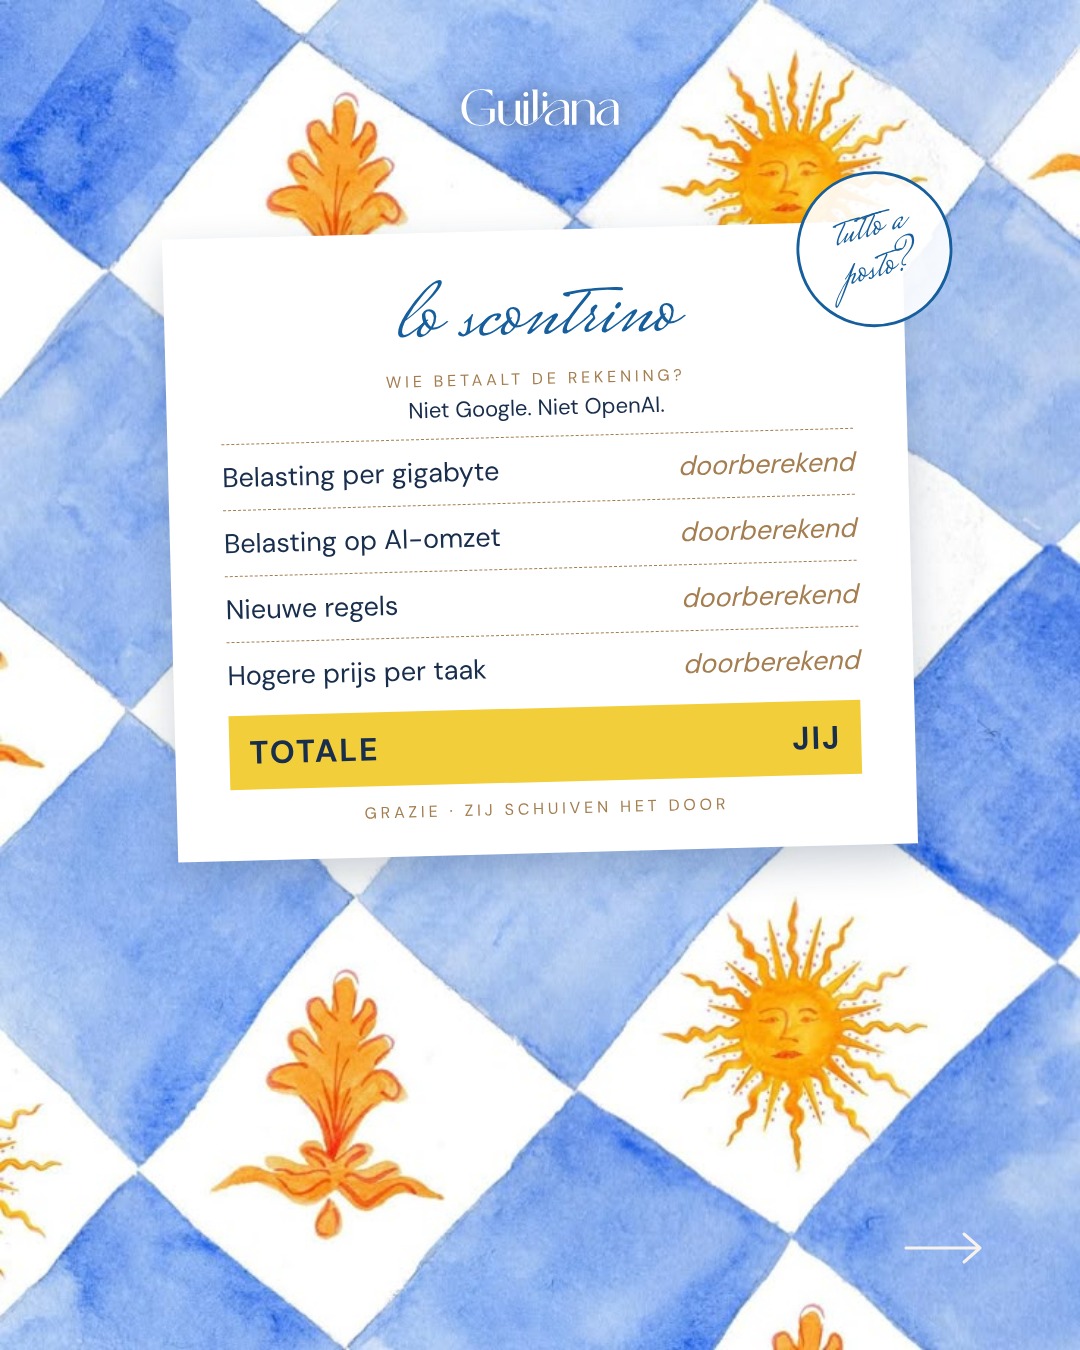 Guiliana
tutto a
posto?
lo scontrino
WIE BETAALT DE REKENING?
Niet Google. Niet OpenAI.
Belasting per gigabyte doorberekend
Belasting op AI-omzet doorberekend
Nieuwe regels doorberekend
Hogere prijs per taak doorberekend
TOTALE JIJ
GRAZIE · ZIJ SCHUIVEN HET DOOR